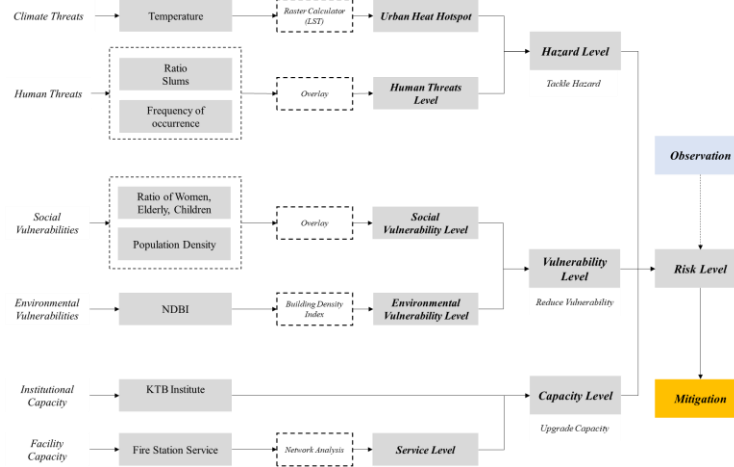 Climate Threats
Temperature
Raster Calculator
(LST)
Urban Heat Hotspot
Hazard Level
Tackle Hazard
Human Threats
Ratio
Slums
Frequency of
occurrence
Overlay
Human Threats
Level
Observation
Social
Vulnerabilities
Ratio of Women,
Elderly, Children
Population Density
Overlay
Social
Vulnerability Level
Vulnerability
Level
Reduce Vulnerability
Risk Level
Environmental
Vulnerabilities
NDBI
Building Density
Index
Environmental
Vulnerability Level
Institutional
Capacity
KTB Institute
Capacity Level
Upgrade Capacity
Mitigation
Facility
Capacity
Fire Station Service
Network Analysis
Service Level